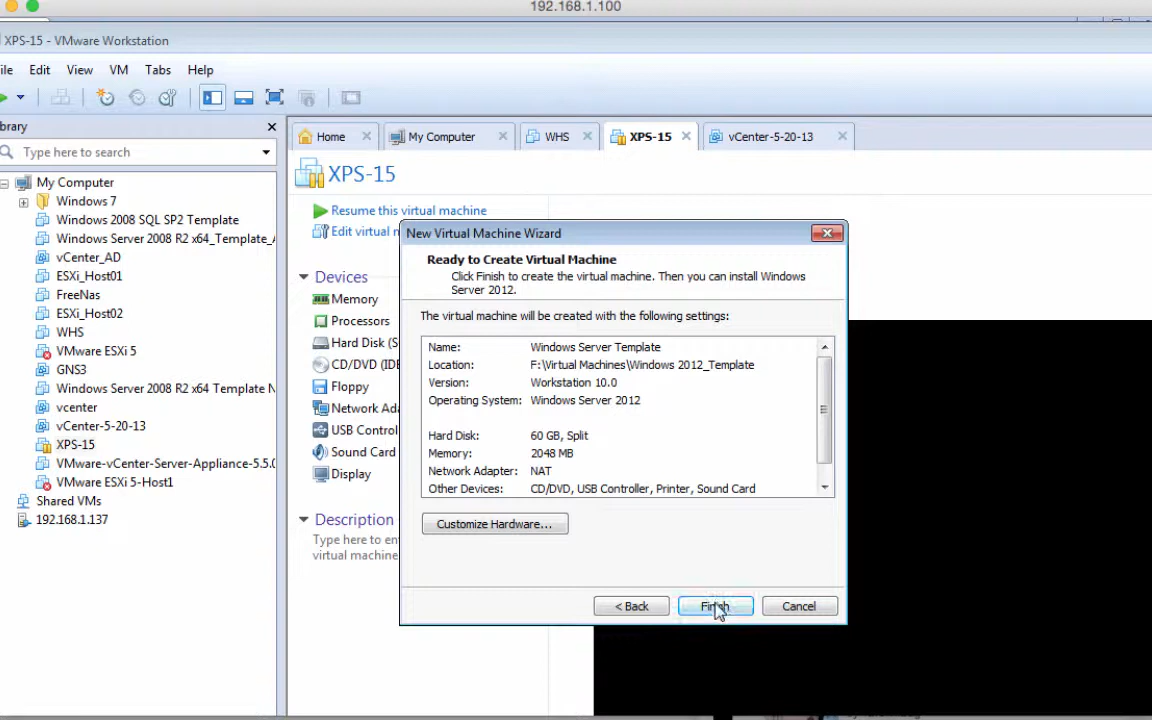 192.168.1.100
XPS-15 - VMware Workstation
ile Edit View VM Tabs Help
brary
Type here to search
My Computer
Windows 7
Windows 2008 SQL SP2 Template
Windows Server 2008 R2 x64_Template_A
vCenter_AD
ESXi_Host01
FreeNas
ESXi_Host02
WHS
VMware ESXi 5
GNS3
Windows Server 2008 R2 x64 Template N
vcenter
vCenter-5-20-13
XPS-15
VMware-vCenter-Server-Appliance-5.5.0
VMware ESXi 5-Host1
Shared VMs
192.168.1.137
Home My Computer WHS XPS-15 vCenter-5-20-13
XPS-15
Resume this virtual machine
Edit virtual n
Devices
Memory
Processors
Hard Disk (S
CD/DVD (IDE
Floppy
Network Ada
USB Control
Sound Card
Display
Description
Type here to en
virtual machine
New Virtual Machine Wizard
Ready to Create Virtual Machine
Click Finish to create the virtual machine. Then you can install Windows
Server 2012.
The virtual machine will be created with the following settings:
Name: Windows Server Template
Location: F:\Virtual Machines\Windows 2012_Template
Version: Workstation 10.0
Operating System: Windows Server 2012
Hard Disk: 60 GB, Split
Memory: 2048 MB
Network Adapter: NAT
Other Devices: CD/DVD, USB Controller, Printer, Sound Card
Customize Hardware...
< Back Finish Cancel